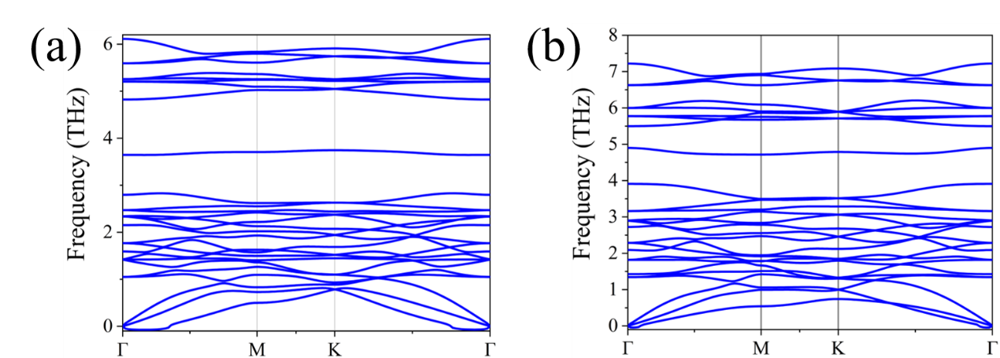 (a)
Frequency (THz)
6
4
2
0
Γ M K Γ
(b)
Frequency (THz)
8
7
6
5
4
3
2
1
0
Γ M K Γ